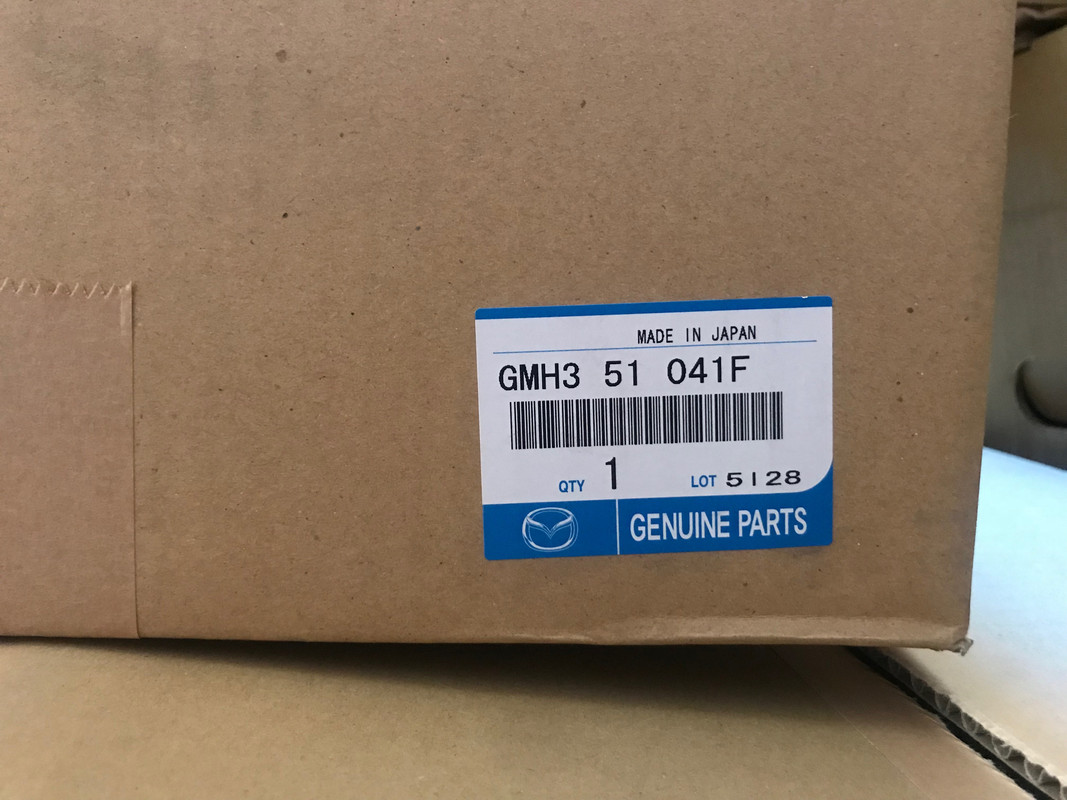 MADE IN JAPAN
GMH3 51 041F
QTY 1 LOT 5128
GENUINE PARTS